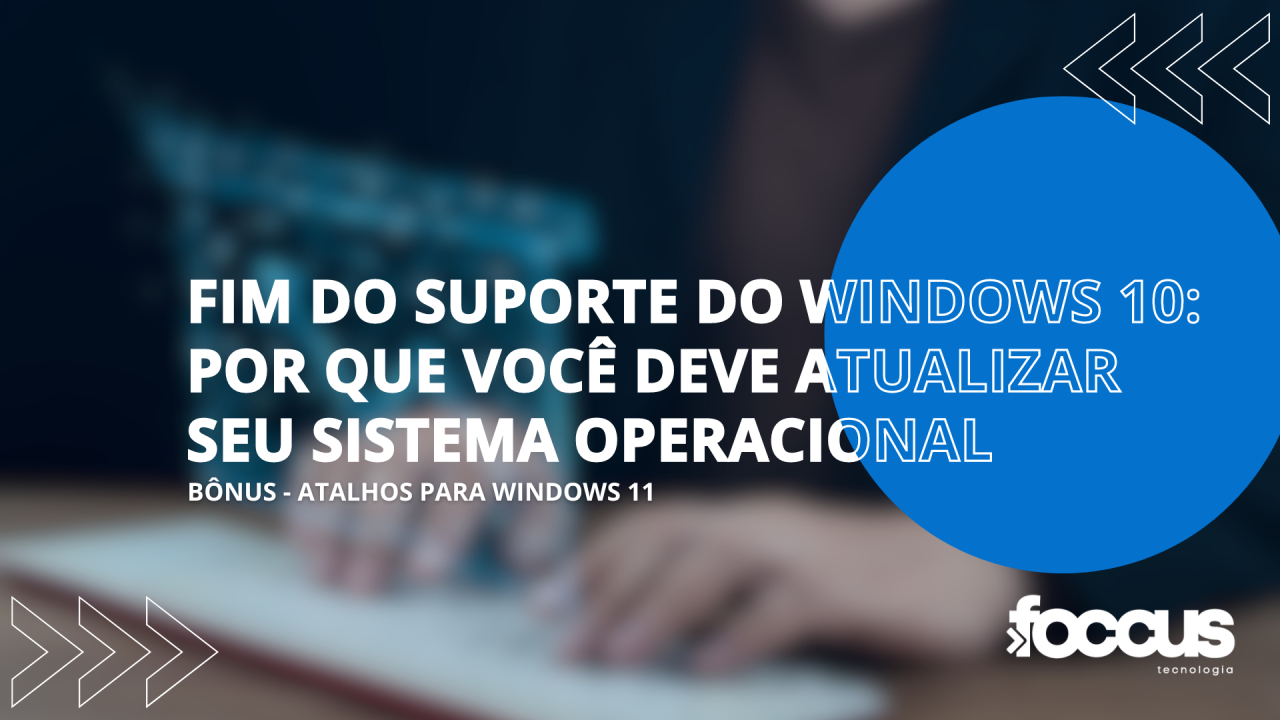 FIM DO SUPORTE DO WINDOWS 10:
POR QUE VOCÊ DEVE ATUALIZAR
SEU SISTEMA OPERACIONAL
BÔNUS - ATALHOS PARA WINDOWS 11
foccus
tecnologia